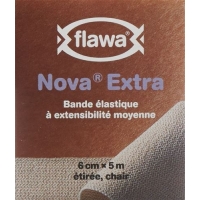 flawa®
Nova® Extra
Bande élastique
à extensibilité moyenne
6 cm × 5 m
étirée, chair